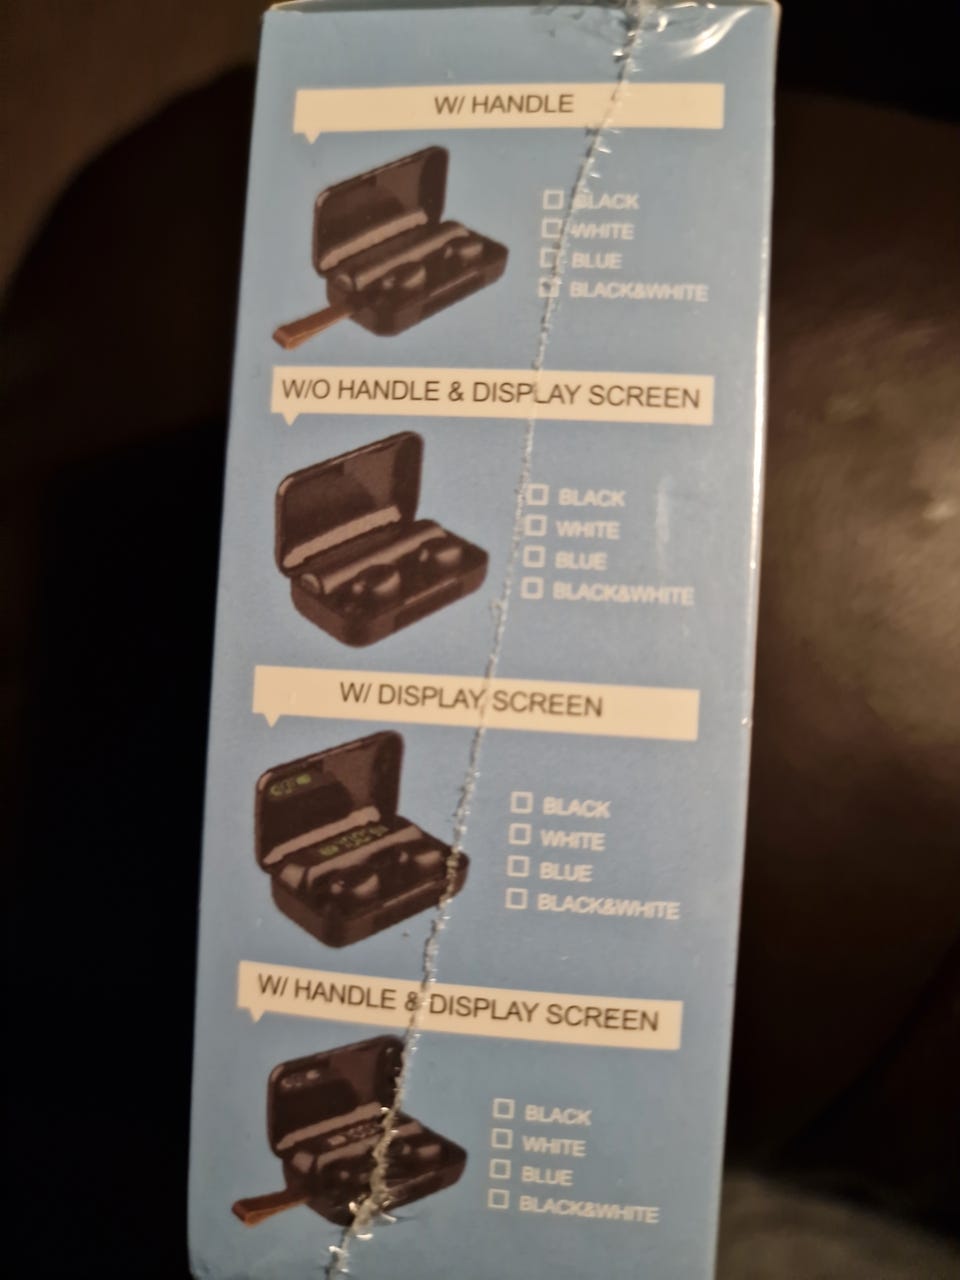 W/ HANDLE
BLACK
WHITE
BLUE
BLACK&WHITE
W/O HANDLE & DISPLAY SCREEN
BLACK
WHITE
BLUE
BLACK&WHITE
W/ DISPLAY SCREEN
BLACK
WHITE
BLUE
BLACK&WHITE
W/ HANDLE & DISPLAY SCREEN
BLACK
WHITE
BLUE
BLACK&WHITE